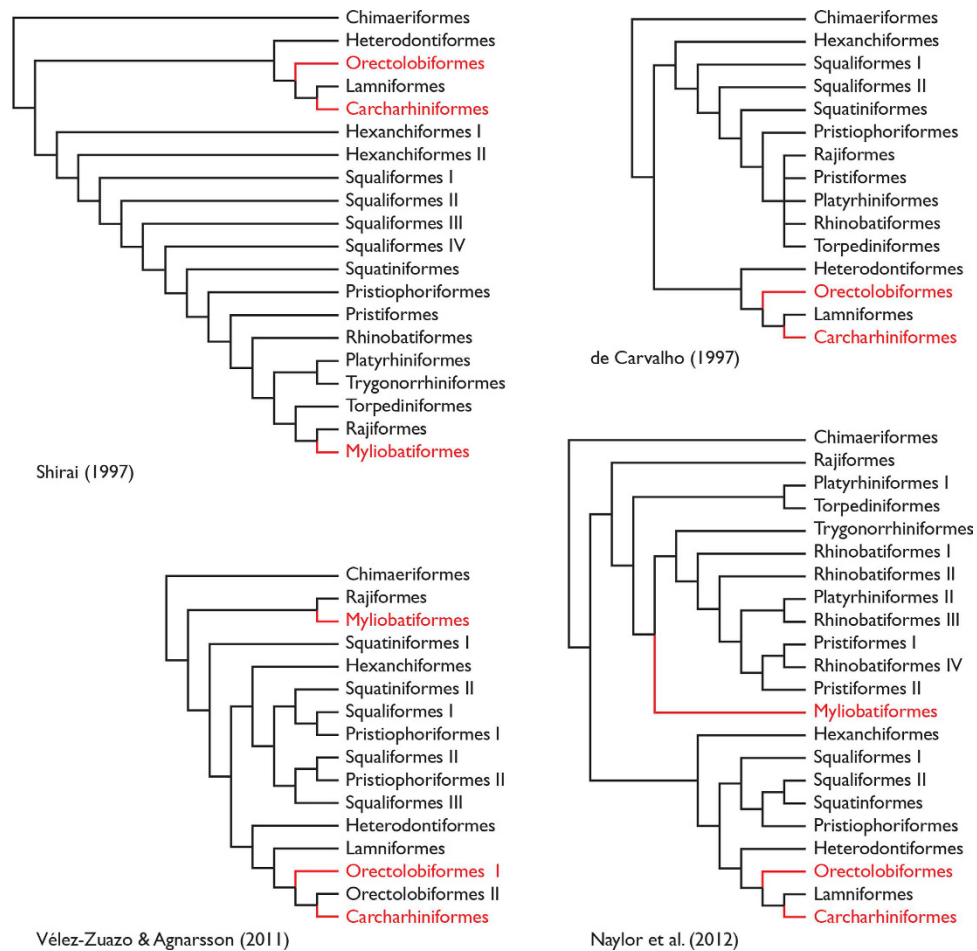 Chimaeriformes
Heterodontiformes
Orectolobiformes
Lamniformes
Carcharhiniformes
Hexanchiformes I
Hexanchiformes II
Squaliformes I
Squaliformes II
Squaliformes III
Squaliformes IV
Squatiniformes
Pristiophoriformes
Pristiformes
Rhinobatiformes
Platyrhiniformes
Trygonorrhiniformes
Torpediniformes
Rajiformes
Myliobatiformes
Shirai (1997)
Chimaeriformes
Hexanchiformes
Squaliformes I
Squaliformes II
Squatiniformes
Pristiophoriformes
Rajiformes
Pristiformes
Platyrhiniformes
Rhinobatiformes
Torpediniformes
Heterodontiformes
Orectolobiformes
Lamniformes
Carcharhiniformes
de Carvalho (1997)
Chimaeriformes
Rajiformes
Myliobatiformes
Squatiniformes I
Hexanchiformes
Squatiniformes II
Squaliformes I
Pristiophoriformes I
Squaliformes II
Pristiophoriformes II
Squaliformes III
Heterodontiformes
Lamniformes
Orectolobiformes I
Orectolobiformes II
Carcharhiniformes
Vélez-Zuazo & Agnarsson (2011)
Chimaeriformes
Rajiformes
Platyrhiniformes I
Torpediniformes
Trygonorrhiniformes
Rhinobatiformes I
Rhinobatiformes II
Platyrhiniformes II
Rhinobatiformes III
Pristiformes I
Rhinobatiformes IV
Pristiformes II
Myliobatiformes
Hexanchiformes
Squaliformes I
Squaliformes II
Squatinformes
Pristiophoriformes
Heterodontiformes
Orectolobiformes
Lamniformes
Carcharhiniformes
Naylor et al. (2012)